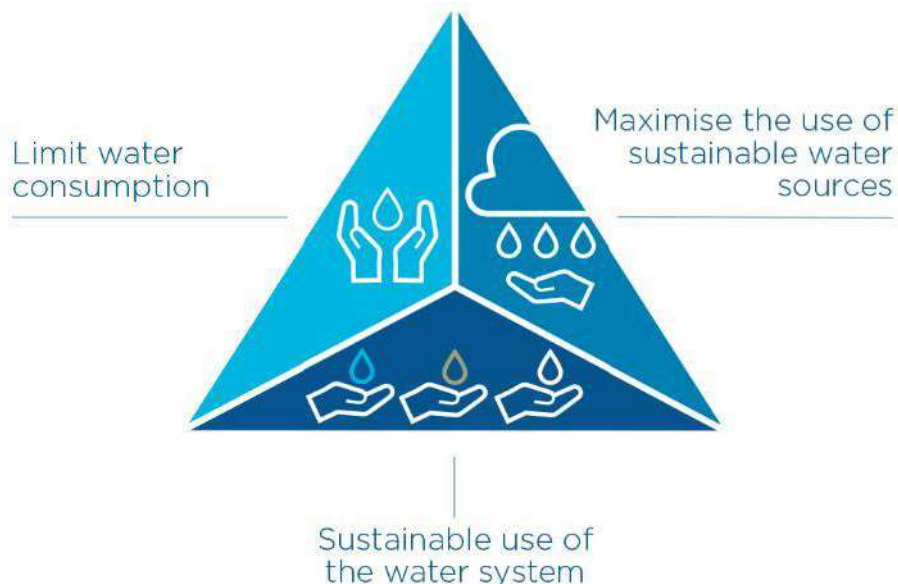 Limit water
consumption
Maximise the use of
sustainable water
sources
Sustainable use of
the water system